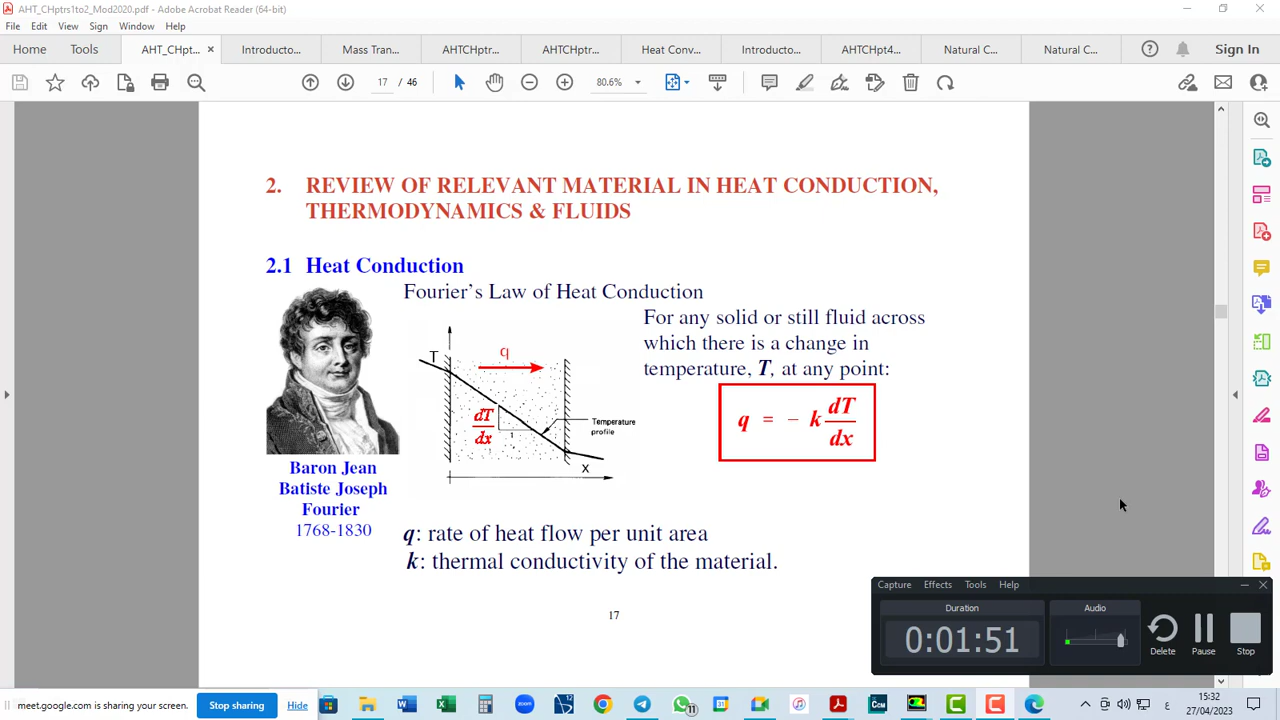 AHT_CHptrs1to2_Mod2020.pdf - Adobe Acrobat Reader (64-bit)
File Edit View Sign Window Help
Home Tools AHT_CHpt... × Introducto... Mass Tran... AHTCHptr... AHTCHptr... Heat Conv... Introducto... AHTCHpt4... Natural C... Natural C... Sign In
17 / 46 80.6%
2. REVIEW OF RELEVANT MATERIAL IN HEAT CONDUCTION,
THERMODYNAMICS & FLUIDS
2.1 Heat Conduction
Fourier's Law of Heat Conduction
For any solid or still fluid across
which there is a change in
temperature, T, at any point:
T
q
dT
dx
1
Temperature
profile
X
q = - k dT/dx
Baron Jean
Batiste Joseph
Fourier
1768-1830
q: rate of heat flow per unit area
k: thermal conductivity of the material.
17
Capture Effects Tools Help
Duration
0:01:51
Audio
Delete
Pause
Stop
meet.google.com is sharing your screen.
Stop sharing
Hide
zoom
11
31
Com
ع
15:32
27/04/2023